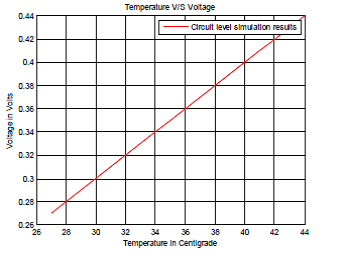 Temperature V/S Voltage
Circuit level simulation results
0.44
0.42
0.4
0.38
0.36
0.34
0.32
0.3
0.28
0.26
Voltage in Volts
26 28 30 32 34 36 38 40 42 44
Temperature in Centigrade